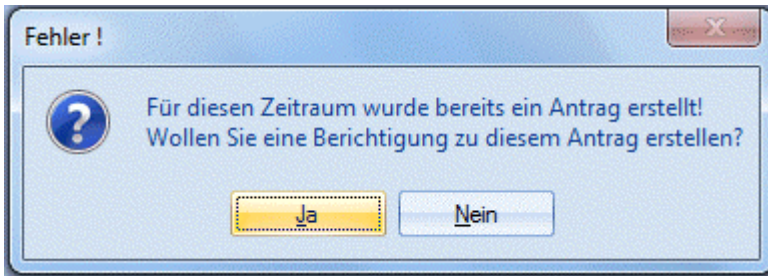 Fehler !
Für diesen Zeitraum wurde bereits ein Antrag erstellt!
Wollen Sie eine Berichtigung zu diesem Antrag erstellen?
Ja
Nein